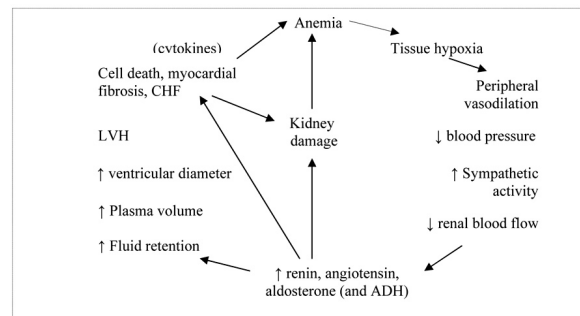 Anemia
(cytokines)
Tissue hypoxia
Cell death, myocardial
fibrosis, CHF
Peripheral
vasodilation
Kidney
damage
LVH
↓ blood pressure
↑ ventricular diameter
↑ Sympathetic
activity
↑ Plasma volume
↓ renal blood flow
↑ Fluid retention
↑ renin, angiotensin,
aldosterone (and ADH)